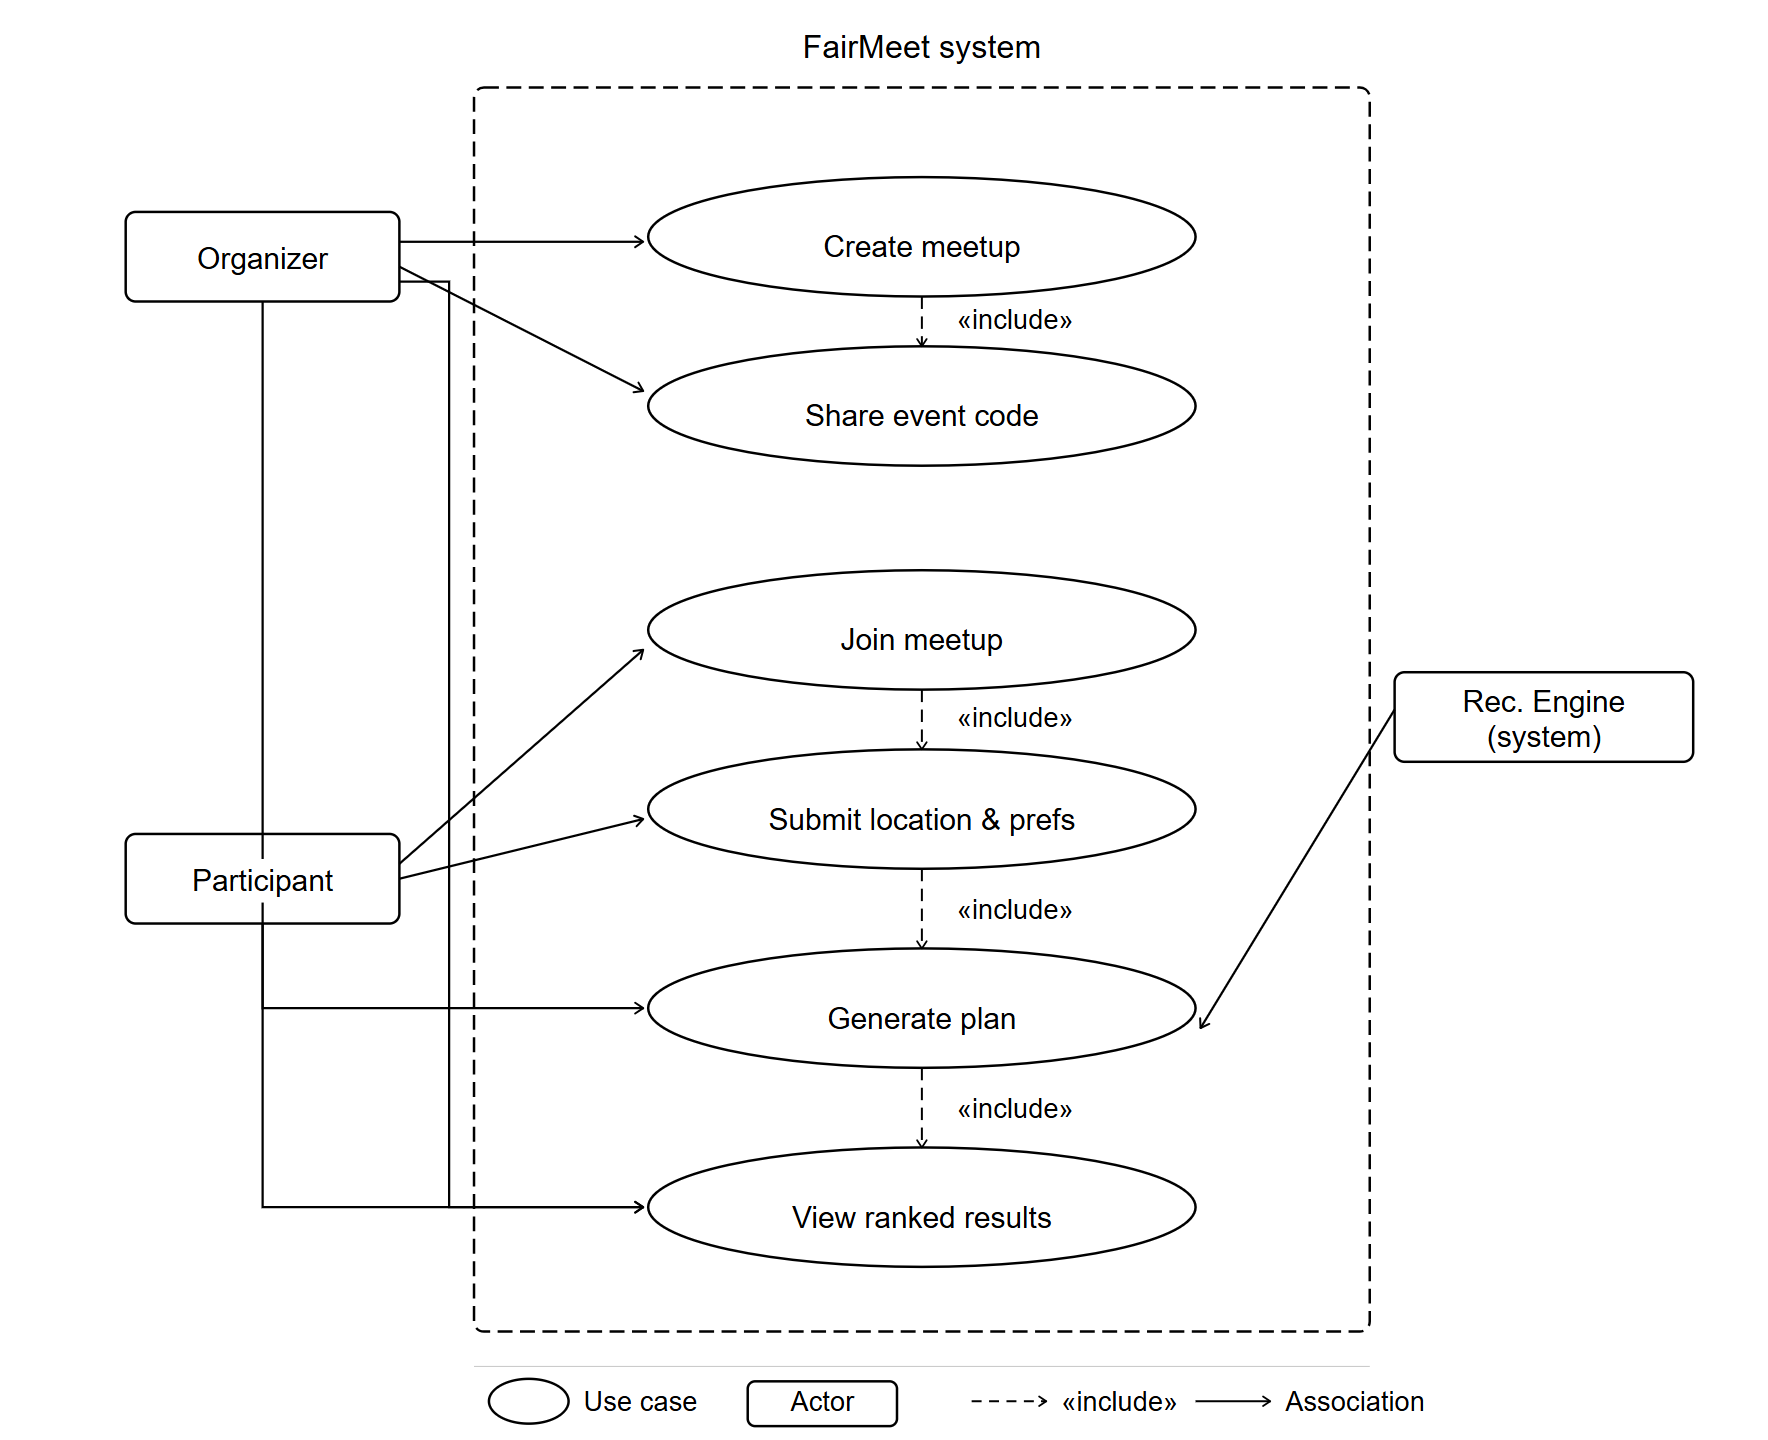 FairMeet system
Organizer
Create meetup
«include»
Share event code
Join meetup
«include»
Rec. Engine
(system)
Submit location & prefs
Participant
«include»
Generate plan
«include»
View ranked results
Use case
Actor
«include»
Association